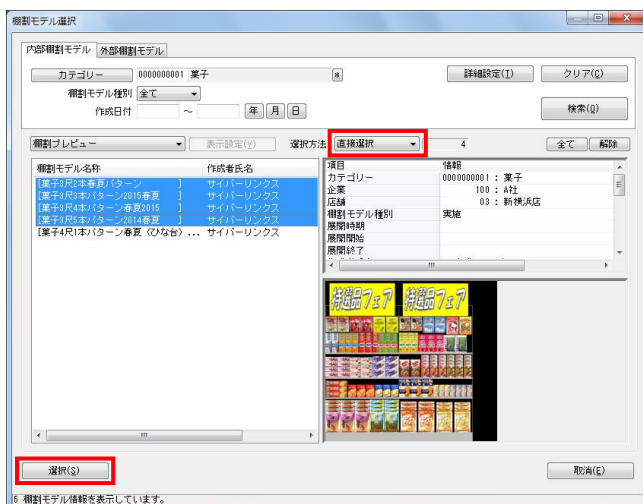 棚割モデル選択
内部棚割モデル 外部棚割モデル
カテゴリー 0000000001 菓子 * 詳細設定(I) クリア(C)
棚割モデル種別 全て
作成日付 ～ 年 月 日 検索(Q)
棚割プレビュー 表示設定(V) 選択方法 直接選択 4 全て 解除
棚割モデル名称 作成者氏名
[菓子3尺2本春夏パターン ] サイバーリンクス
[菓子3尺3本パターン2015春夏 ] サイバーリンクス
[菓子3尺4本パターン春夏2015 ] サイバーリンクス
[菓子3尺5本パターン2014春夏 ] サイバーリンクス
[菓子4尺1本パターン春夏（ひな台）... サイバーリンクス
項目 情報
カテゴリー 0000000001 : 菓子
企業 100 : A社
店舗 03 : 新横浜店
棚割モデル種別 実施
展開時期
展開開始
展開終了
特選品フェア 特選品フェア
選択(S) 取消(E)
5 棚割モデル情報を表示しています。